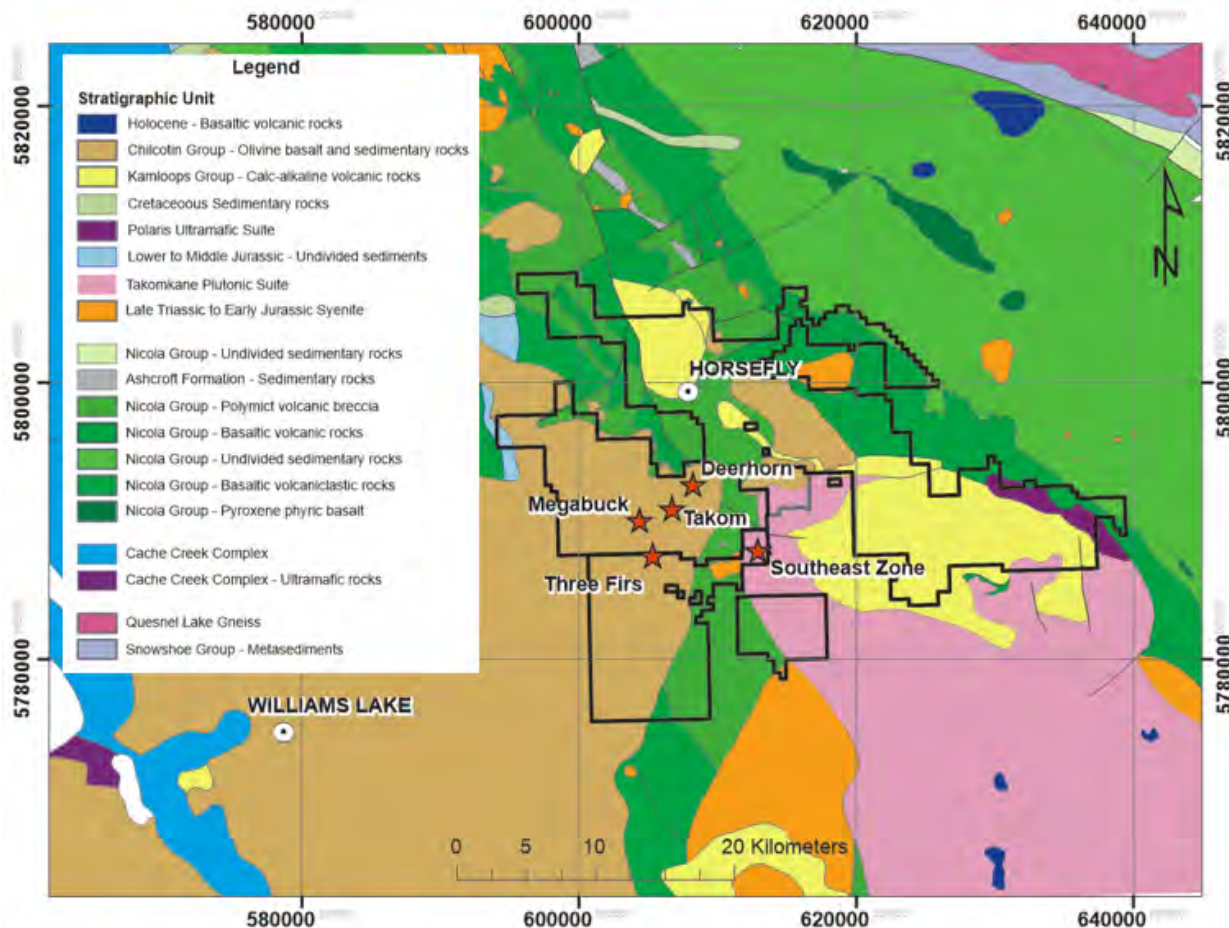 580000
600000
620000
640000
Legend
Stratigraphic Unit
Holocene - Basaltic volcanic rocks
Chilcotin Group - Olivine basalt and sedimentary rocks
Kamloops Group - Calc-alkaline volcanic rocks
Cretaceoous Sedimentary rocks
Polaris Ultramafic Suite
Lower to Middle Jurassic - Undivided sediments
Takomkane Plutonic Suite
Late Triassic to Early Jurassic Syenite
Nicola Group - Undivided sedimentary rocks
Ashcroft Formation - Sedimentary rocks
Nicola Group - Polymict volcanic breccia
Nicola Group - Basaltic volcanic rocks
Nicola Group - Undivided sedimentary rocks
Nicola Group - Basaltic volcaniclastic rocks
Nicola Group - Pyroxene phyric basalt
Cache Creek Complex
Cache Creek Complex - Ultramafic rocks
Quesnel Lake Gneiss
Snowshoe Group - Metasediments
5820000
5800000
5780000
5820000
5800000
5780000
N
HORSEFLY
Deerhorn
Megabuck
Takom
Three Firs
Southeast Zone
WILLIAMS LAKE
0 5 10 20 Kilometers
580000
600000
620000
640000